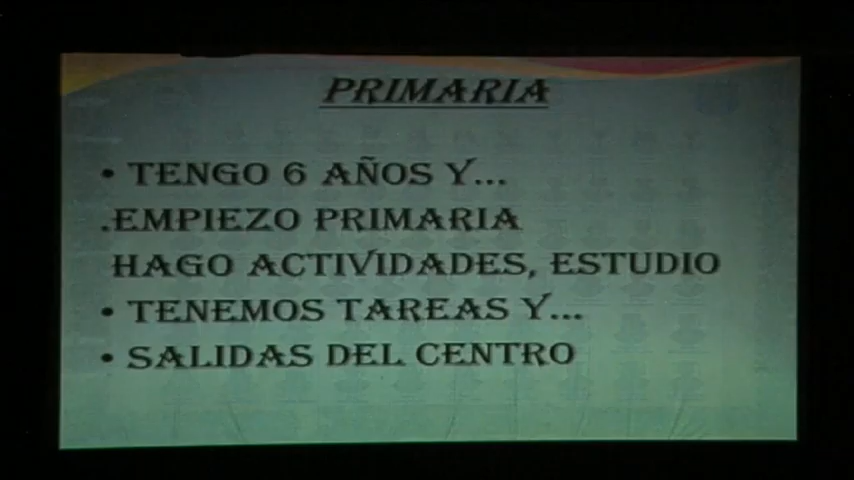 PRIMARIA
• TENGO 6 AÑOS Y...
.EMPIEZO PRIMARIA
HAGO ACTIVIDADES, ESTUDIO
• TENEMOS TAREAS Y...
• SALIDAS DEL CENTRO